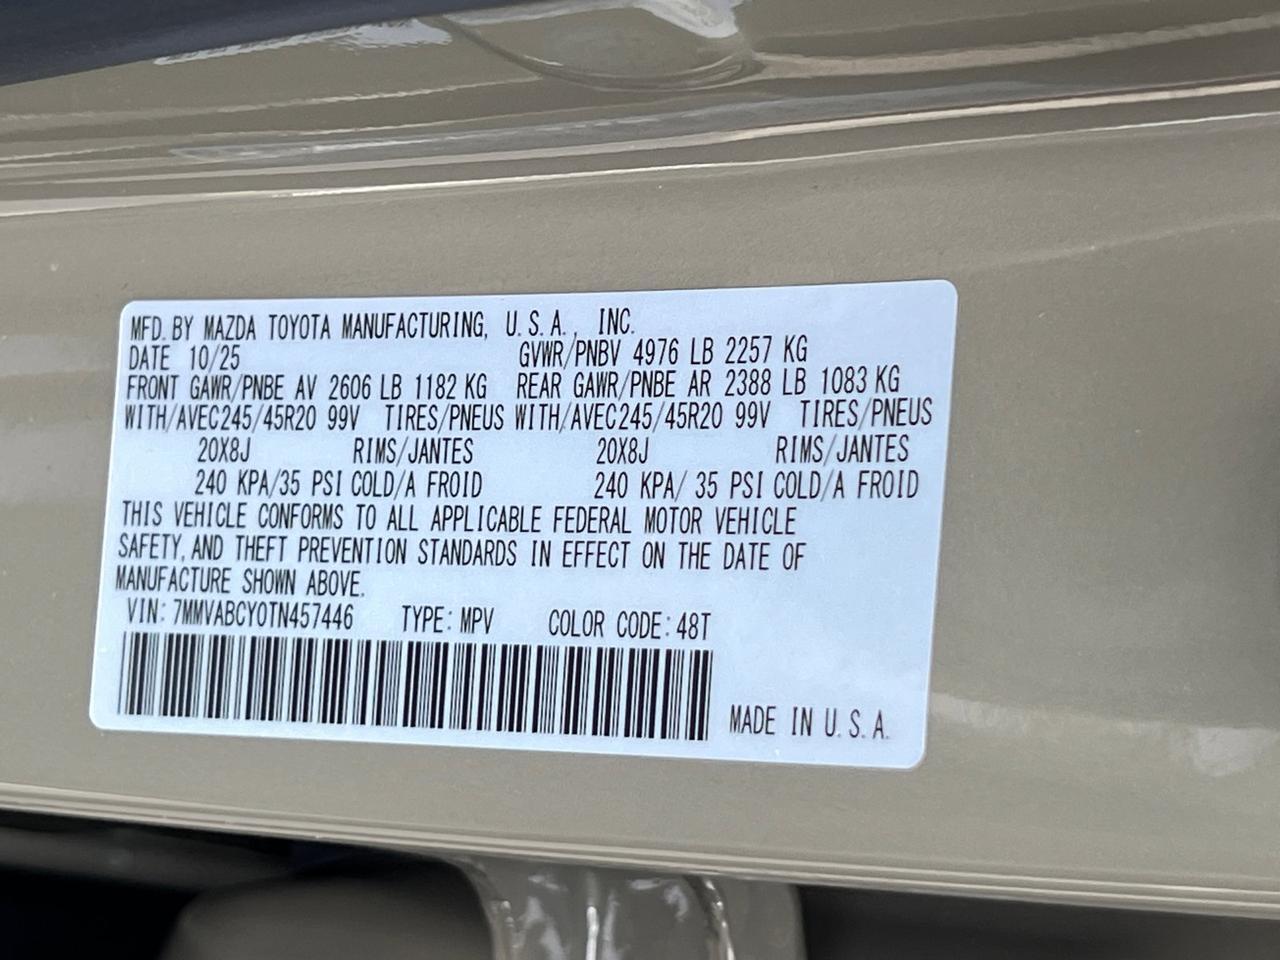 MFD. BY MAZDA TOYOTA MANUFACTURING, U.S.A., INC.
DATE 10/25 GVWR/PNBV 4976 LB 2257 KG
FRONT GAWR/PNBE AV 2606 LB 1182 KG REAR GAWR/PNBE AR 2388 LB 1083 KG
WITH/AVEC245/45R20 99V TIRES/PNEUS WITH/AVEC245/45R20 99V TIRES/PNEUS
20X8J RIMS/JANTES 20X8J RIMS/JANTES
240 KPA/35 PSI COLD/A FROID 240 KPA/ 35 PSI COLD/A FROID
THIS VEHICLE CONFORMS TO ALL APPLICABLE FEDERAL MOTOR VEHICLE
SAFETY, AND THEFT PREVENTION STANDARDS IN EFFECT ON THE DATE OF
MANUFACTURE SHOWN ABOVE.
VIN: 7MMVABCY0TN457446 TYPE: MPV COLOR CODE: 48T
MADE IN U.S.A.